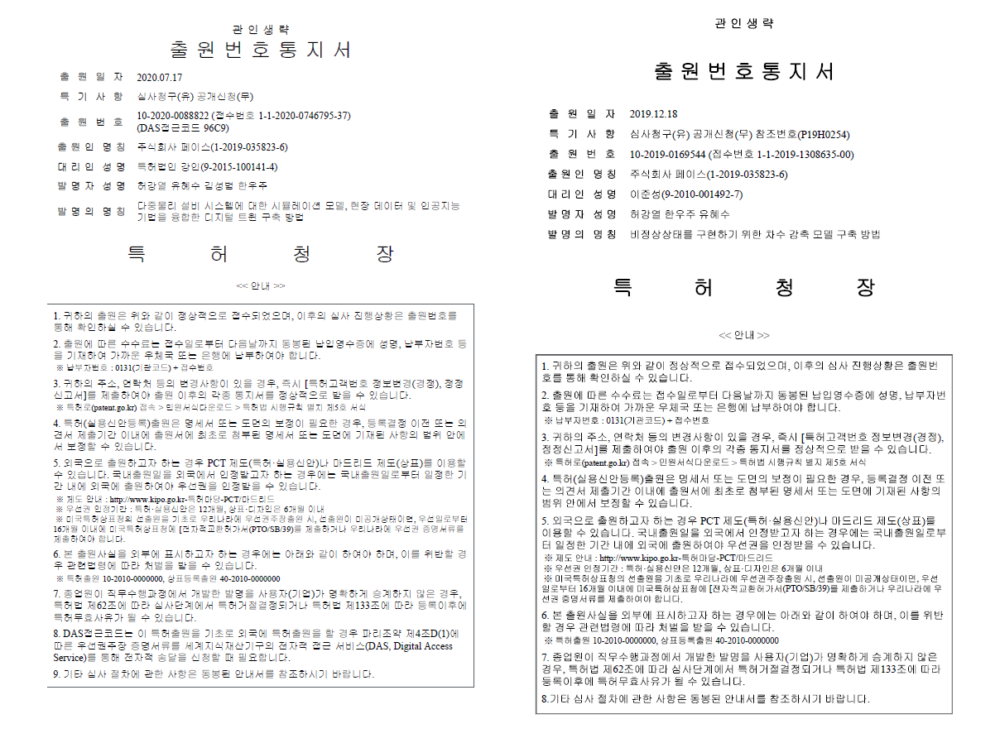 관 인 생 략
출 원 번 호 통 지 서
출 원 일 자 2020.07.17
특 기 사 항 심사청구(유) 공개신청(무)
출 원 번 호 10-2020-0088822 (접수번호 1-1-2020-0746795-37)
(DAS접근코드 96C9)
출 원 인 명 칭 주식회사 페이스(1-2019-035823-6)
대 리 인 성 명 특허법인 강인(9-2015-100141-4)
발 명 자 성 명 허강열 유혜수 김성범 한우주
발 명 의 명 칭 다중물리 설비 시스템에 대한 시뮬레이션 모델, 현장 데이터 및 인공지능
기법을 융합한 디지털 트윈 구축 방법
특 허 청 장
<< 안내 >>
1. 귀하의 출원은 위와 같이 정상적으로 접수되었으며, 이후의 심사 진행상황은 출원번호를
통해 확인하실 수 있습니다.
2. 출원에 따른 수수료는 접수일로부터 다음날까지 동봉된 납입영수증에 성명, 납부자번호 등
을 기재하여 가까운 우체국 또는 은행에 납부하여야 합니다.
※ 납부자번호 : 0131(기관코드) + 접수번호
3. 귀하의 주소, 연락처 등의 변경사항이 있을 경우, 즉시 [특허고객번호 정보변경(경정), 정정
신고서]를 제출하여야 출원 이후의 각종 통지서를 정상적으로 받을 수 있습니다.
※ 특허로(patent.go.kr) 접속 > 민원서식다운로드 > 특허법 시행규칙 별지 제5호 서식
4. 특허(실용신안등록)출원은 명세서 또는 도면의 보정이 필요한 경우, 등록결정 이전 또는 의
견서 제출기간 이내에 출원서에 최초로 첨부된 명세서 또는 도면에 기재된 사항의 범위 안에
서 보정할 수 있습니다.
5. 외국으로 출원하고자 하는 경우 PCT 제도(특허·실용신안)나 마드리드 제도(상표)를 이용할
수 있습니다. 국내출원일을 외국에서 인정받고자 하는 경우에는 국내출원일로부터 일정한 기
간 내에 외국에 출원하여야 우선권을 인정받을 수 있습니다.
※ 제도 안내 : http://www.kipo.go.kr-특허마당-PCT/마드리드
※ 우선권 인정기간 : 특허·실용신안은 12개월, 상표·디자인은 6개월 이내
※ 미국특허상표청의 선출원을 기초로 우리나라에 우선권주장출원 시, 선출원이 미공개상태이면, 우선일로부터
16개월 이내에 미국특허상표청에 [전자적교환허가서(PTO/SB/39)를 제출하거나 우리나라에 우선권 증명서류를
제출하여야 합니다.
6. 본 출원사실을 외부에 표시하고자 하는 경우에는 아래와 같이 하여야 하며, 이를 위반할 경
우 관련법령에 따라 처벌을 받을 수 있습니다.
※ 특허출원 10-2010-0000000, 상표등록출원 40-2010-0000000
7. 종업원이 직무수행과정에서 개발한 발명을 사용자(기업)가 명확하게 승계하지 않은 경우,
특허법 제62조에 따라 심사단계에서 특허거절결정되거나 특허법 제133조에 따라 등록이후에
특허무효사유가 될 수 있습니다.
8. DAS접근코드는 이 특허출원을 기초로 외국에 특허출원을 할 경우 파리조약 제4조D(1)에
따른 우선권주장 증명서류를 세계지식재산기구의 전자적 접근 서비스(DAS, Digital Access
Service)를 통해 전자적 송달을 신청할 때 필요합니다.
9. 기타 심사 절차에 관한 사항은 동봉된 안내서를 참조하시기 바랍니다.
관 인 생 략
출 원 번 호 통 지 서
출 원 일 자 2019.12.18
특 기 사 항 심사청구(유) 공개신청(무) 참조번호(P19H0254)
출 원 번 호 10-2019-0169544 (접수번호 1-1-2019-1308635-00)
출 원 인 명 칭 주식회사 페이스(1-2019-035823-6)
대 리 인 성 명 이준성(9-2010-001492-7)
발 명 자 성 명 허강열 한우주 유혜수
발 명 의 명 칭 비정상상태를 구현하기 위한 차수 감축 모델 구축 방법
특 허 청 장
<< 안내 >>
1. 귀하의 출원은 위와 같이 정상적으로 접수되었으며, 이후의 심사 진행상황은 출원번
호를 통해 확인하실 수 있습니다.
2. 출원에 따른 수수료는 접수일로부터 다음날까지 동봉된 납입영수증에 성명, 납부자번
호 등을 기재하여 가까운 우체국 또는 은행에 납부하여야 합니다.
※ 납부자번호 : 0131(기관코드) + 접수번호
3. 귀하의 주소, 연락처 등의 변경사항이 있을 경우, 즉시 [특허고객번호 정보변경(경정),
정정신고서]를 제출하여야 출원 이후의 각종 통지서를 정상적으로 받을 수 있습니다.
※ 특허로(patent.go.kr) 접속 > 민원서식다운로드 > 특허법 시행규칙 별지 제5호 서식
4. 특허(실용신안등록)출원은 명세서 또는 도면의 보정이 필요한 경우, 등록결정 이전 또
는 의견서 제출기간 이내에 출원서에 최초로 첨부된 명세서 또는 도면에 기재된 사항의
범위 안에서 보정할 수 있습니다.
5. 외국으로 출원하고자 하는 경우 PCT 제도(특허·실용신안)나 마드리드 제도(상표)를
이용할 수 있습니다. 국내출원일을 외국에서 인정받고자 하는 경우에는 국내출원일로부
터 일정한 기간 내에 외국에 출원하여야 우선권을 인정받을 수 있습니다.
※ 제도 안내 : http://www.kipo.go.kr-특허마당-PCT/마드리드
※ 우선권 인정기간 : 특허·실용신안은 12개월, 상표·디자인은 6개월 이내
※ 미국특허상표청의 선출원을 기초로 우리나라에 우선권주장출원 시, 선출원이 미공개상태이면, 우선
일로부터 16개월 이내에 미국특허상표청에 [전자적교환허가서(PTO/SB/39)를 제출하거나 우리나라에 우
선권 증명서류를 제출하여야 합니다.
6. 본 출원사실을 외부에 표시하고자 하는 경우에는 아래와 같이 하여야 하며, 이를 위반
할 경우 관련법령에 따라 처벌을 받을 수 있습니다.
※ 특허출원 10-2010-0000000, 상표등록출원 40-2010-0000000
7. 종업원이 직무수행과정에서 개발한 발명을 사용자(기업)가 명확하게 승계하지 않은
경우, 특허법 제62조에 따라 심사단계에서 특허거절결정되거나 특허법 제133조에 따라
등록이후에 특허무효사유가 될 수 있습니다.
8.기타 심사 절차에 관한 사항은 동봉된 안내서를 참조하시기 바랍니다.